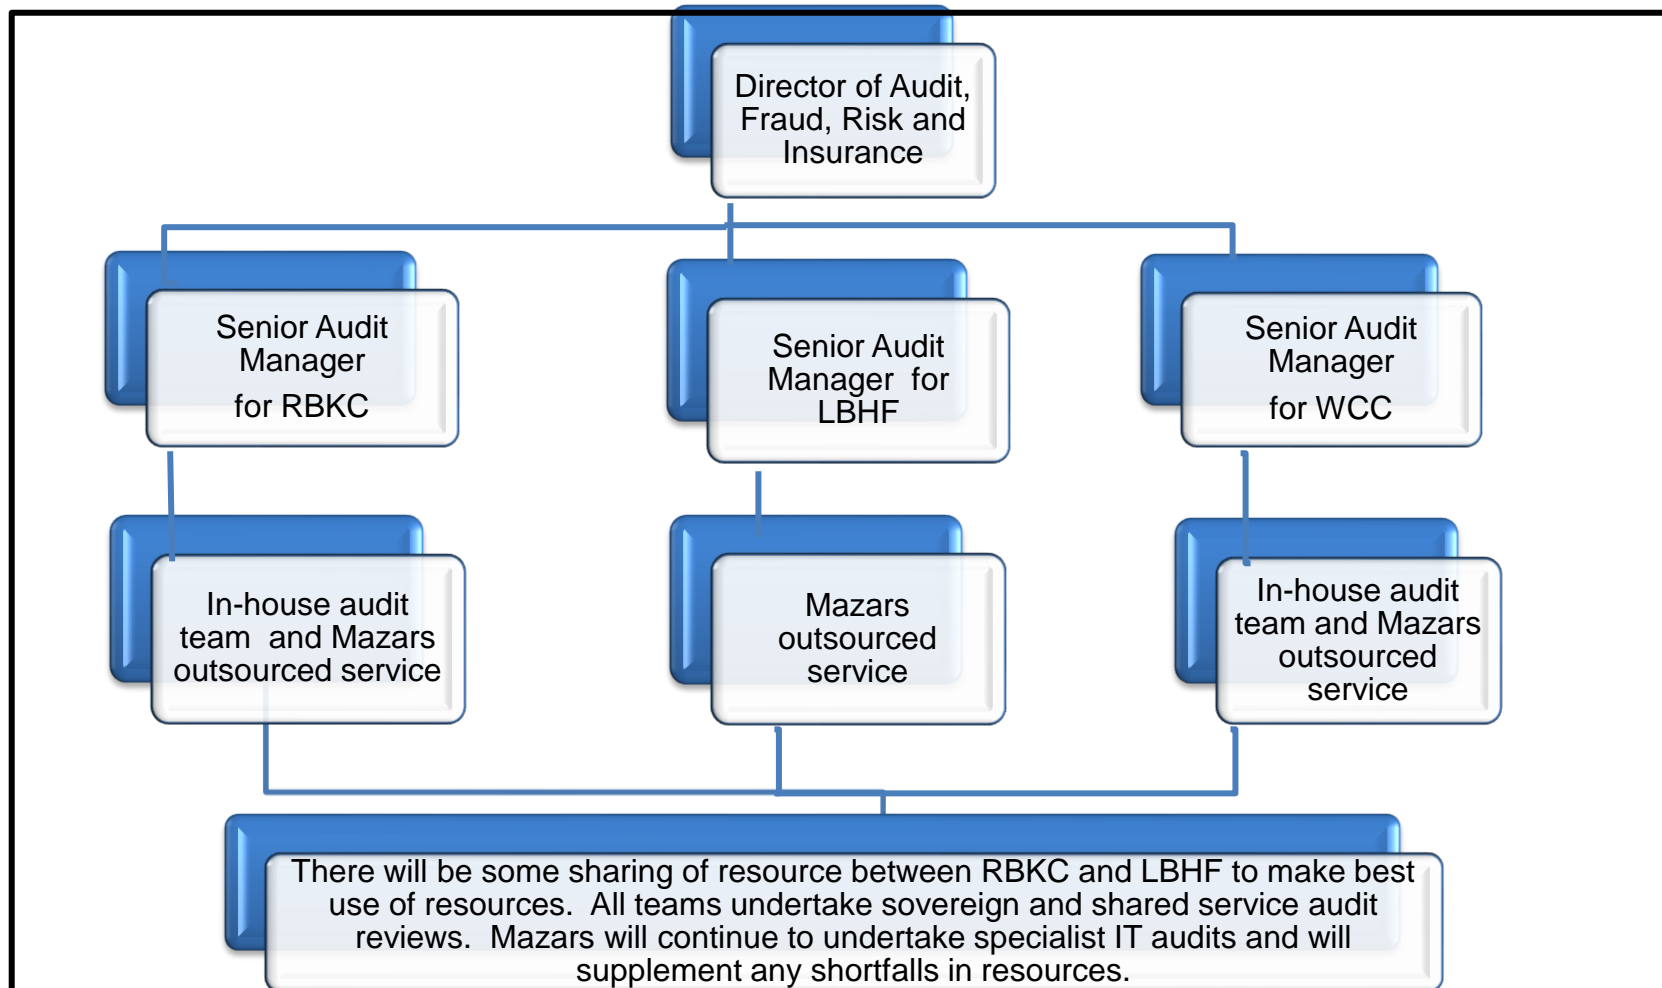 Director of Audit,
Fraud, Risk and
Insurance
Senior Audit
Manager
for RBKC
Senior Audit
Manager for
LBHF
Senior Audit
Manager
for WCC
In-house audit
team and Mazars
outsourced service
Mazars
outsourced
service
In-house audit
team and Mazars
outsourced
service
There will be some sharing of resource between RBKC and LBHF to make best
use of resources. All teams undertake sovereign and shared service audit
reviews. Mazars will continue to undertake specialist IT audits and will
supplement any shortfalls in resources.